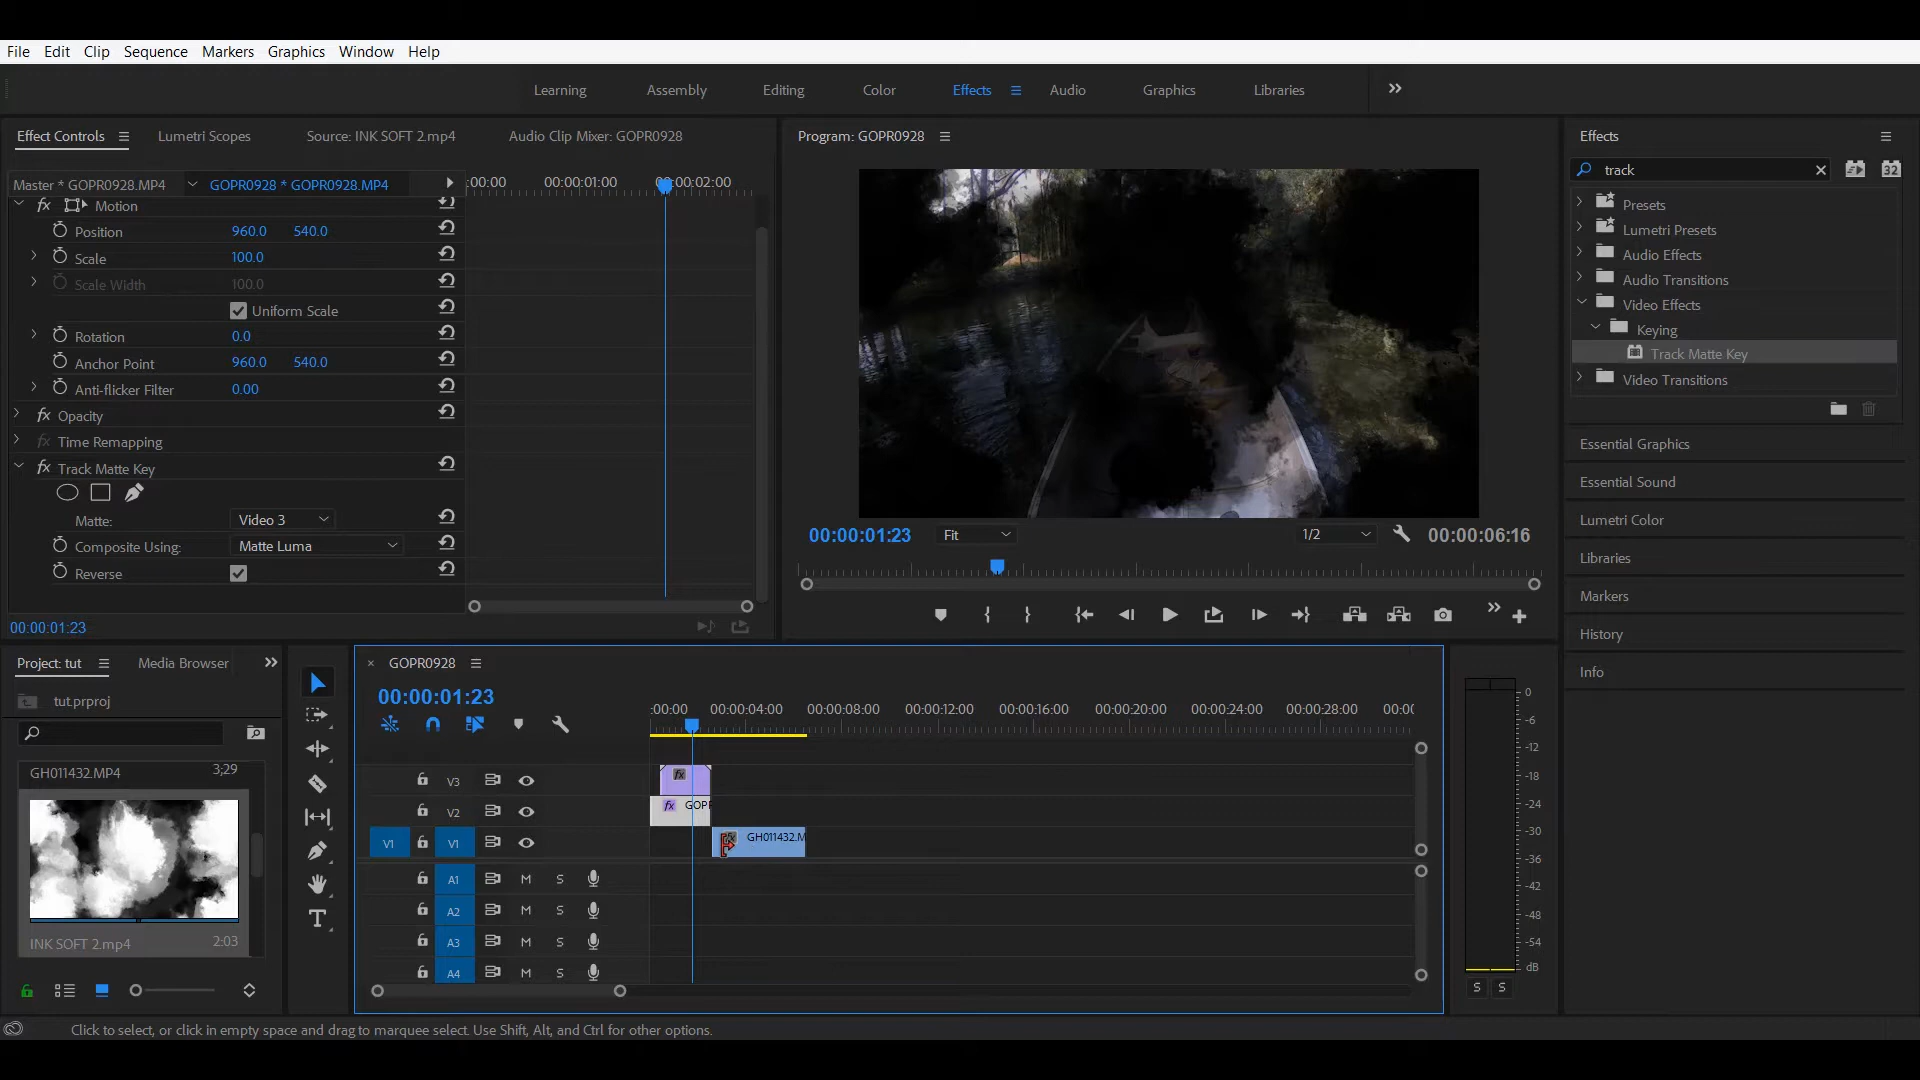 File Edit Clip Sequence Markers Graphics Window Help
Learning Assembly Editing Color Effects Audio Graphics Libraries
Effect Controls Lumetri Scopes Source: INK SOFT 2.mp4 Audio Clip Mixer: GOPR0928
Master * GOPR0928.MP4 GOPR0928 * GOPR0928.MP4
:00:00 00:00:01:00 00:00:02:00
fx Motion
Position 960.0 540.0
Scale 100.0
Scale Width 100.0
Uniform Scale
Rotation 0.0
Anchor Point 960.0 540.0
Anti-flicker Filter 0.00
fx Opacity
fx Time Remapping
fx Track Matte Key
Matte: Video 3
Composite Using: Matte Luma
Reverse
00:00:01:23
Program: GOPR0928
00:00:01:23 Fit 1/2 00:00:06:16
Effects
track 32
Presets
Lumetri Presets
Audio Effects
Audio Transitions
Video Effects
Keying
Track Matte Key
Video Transitions
Essential Graphics
Essential Sound
Lumetri Color
Libraries
Markers
History
Info
Project: tut Media Browser
tut.prproj
GH011432.MP4 3;29
INK SOFT 2.mp4 2:03
T
GOPR0928
00:00:01:23
:00:00 00:00:04:00 00:00:08:00 00:00:12:00 00:00:16:00 00:00:20:00 00:00:24:00 00:00:28:00 00:0
V3 fx
V2 fx GOPR
V1 V1 GH011432.M
A1 M S
A2 M S
A3 M S
A4 M S
0
-6
-12
-18
-24
-30
-36
-42
-48
-54
dB
S S
Click to select, or click in empty space and drag to marquee select. Use Shift, Alt, and Ctrl for other options.